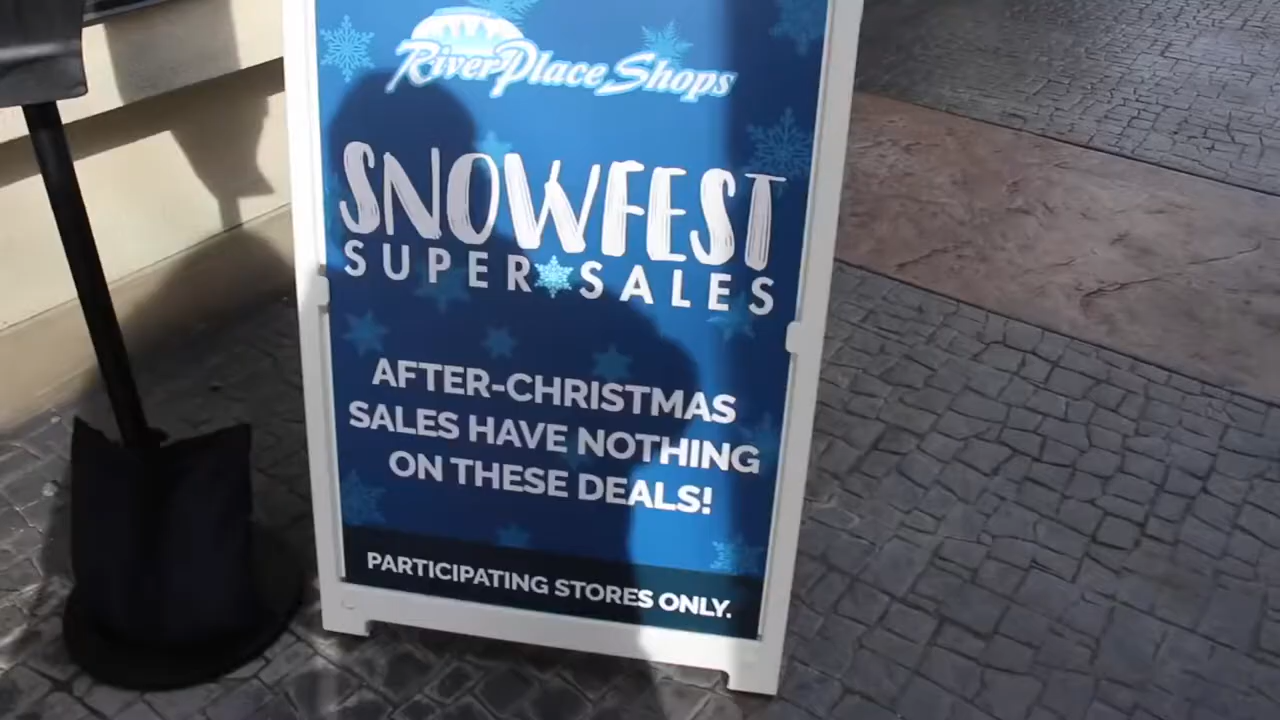 RiverPlace Shops
SNOWFEST
SUPER SALES
AFTER-CHRISTMAS
SALES HAVE NOTHING
ON THESE DEALS!
PARTICIPATING STORES ONLY.